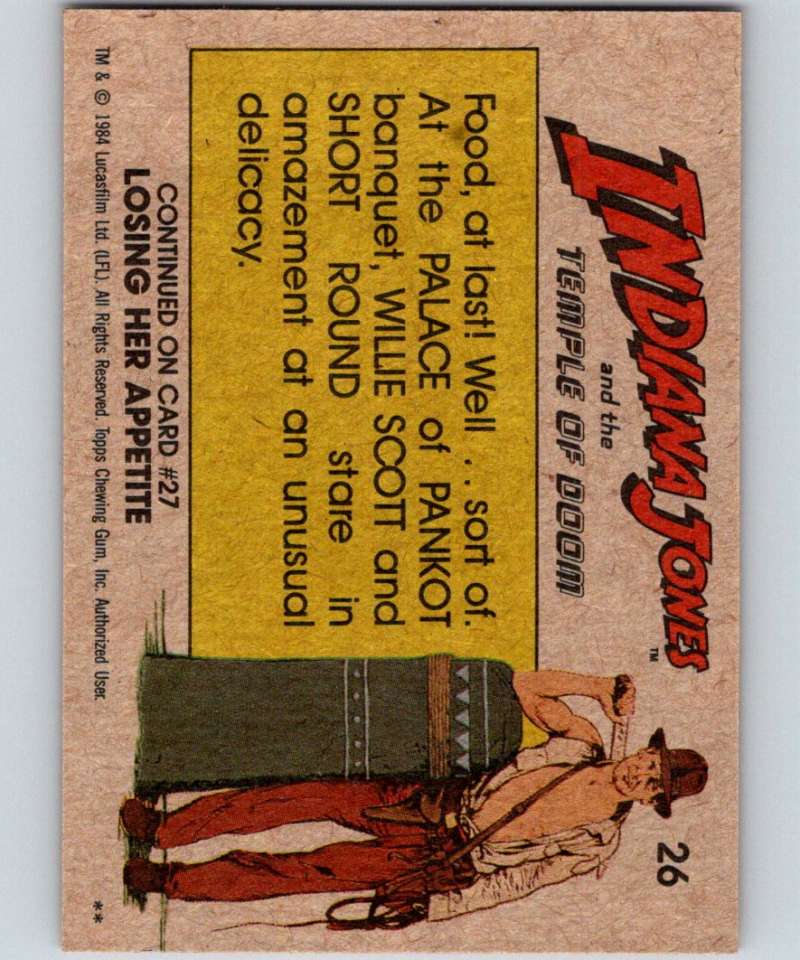 INDIANA JONES™
and the
TEMPLE OF DOOM
26
Food, at last! Well . . sort of.
At the PALACE of PANKOT
banquet, WILLIE SCOTT and
SHORT ROUND stare in
amazement at an unusual
delicacy.
CONTINUED ON CARD #27
LOSING HER APPETITE
TM & © 1984 Lucasfilm Ltd. (LFL). All Rights Reserved. Topps Chewing Gum, Inc. Authorized User. **